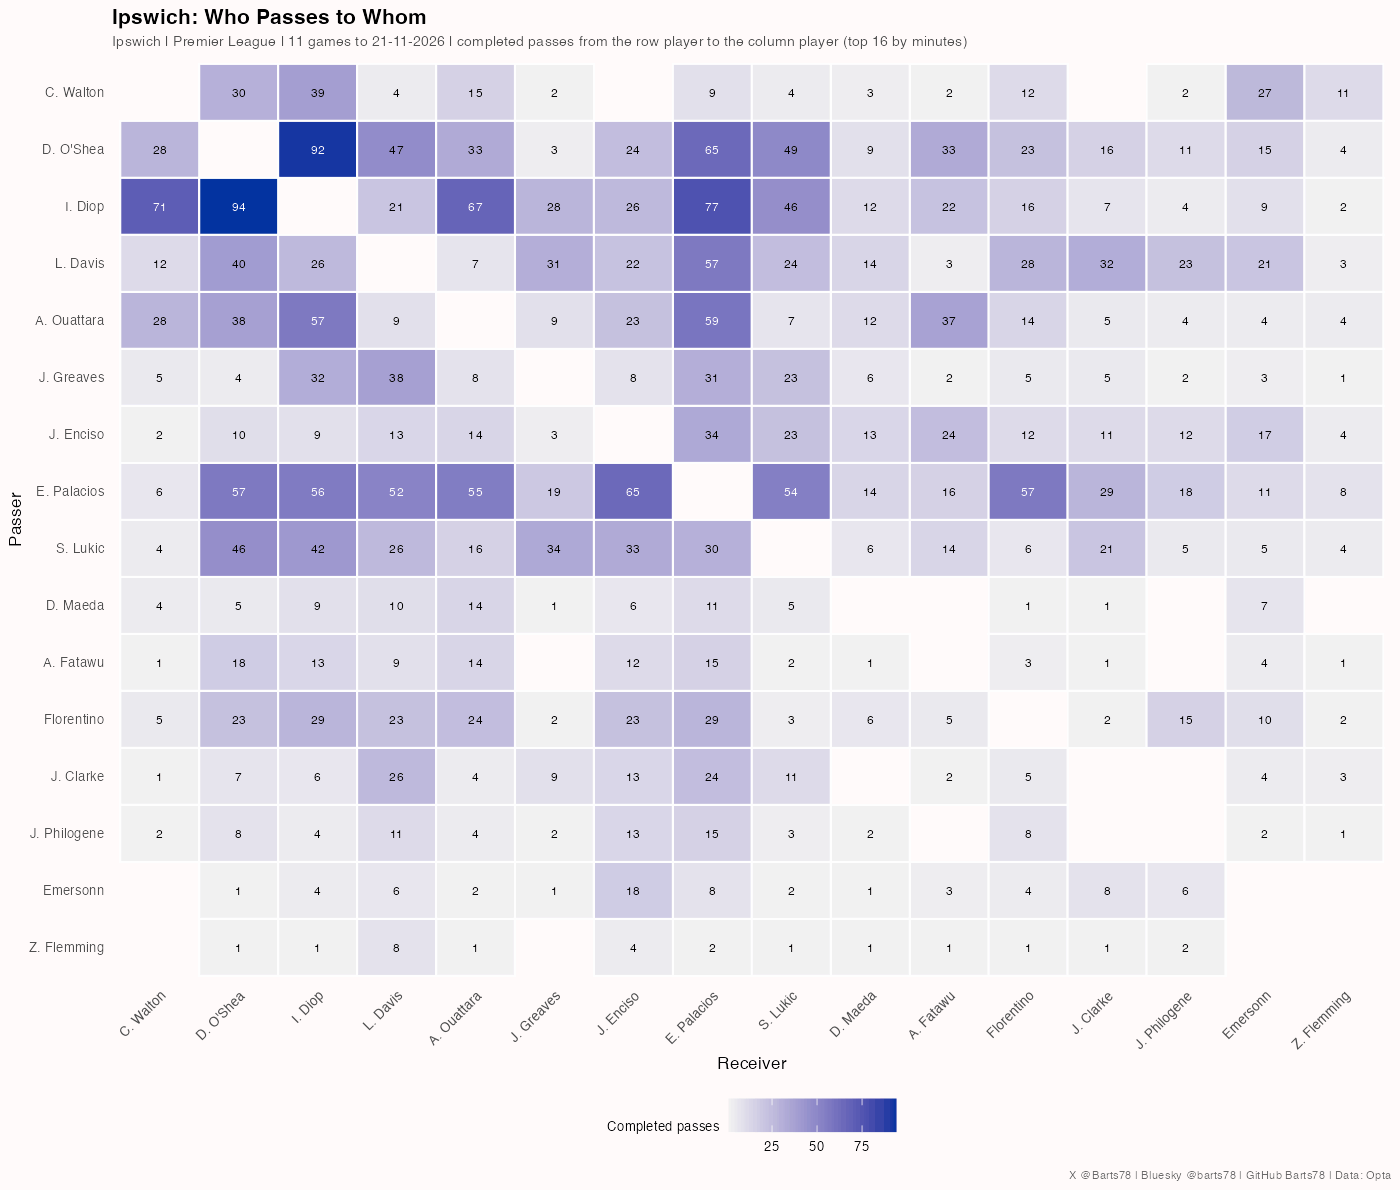 Ipswich: Who Passes to Whom
Ipswich | Premier League | 11 games to 21-11-2026 | completed passes from the row player to the column player (top 16 by minutes)
C. Walton 30 39 4 15 2 9 4 3 2 12 2 27 11
D. O'Shea 28 92 47 33 3 24 65 49 9 33 23 16 11 15 4
I. Diop 71 94 21 67 28 26 77 46 12 22 16 7 4 9 2
L. Davis 12 40 26 7 31 22 57 24 14 3 28 32 23 21 3
A. Ouattara 28 38 57 9 9 23 59 7 12 37 14 5 4 4 4
J. Greaves 5 4 32 38 8 8 31 23 6 2 5 5 2 3 1
J. Enciso 2 10 9 13 14 3 34 23 13 24 12 11 12 17 4
E. Palacios 6 57 56 52 55 19 65 54 14 16 57 29 18 11 8
S. Lukic 4 46 42 26 16 34 33 30 6 14 6 21 5 5 4
D. Maeda 4 5 9 10 14 1 6 11 5 1 1 7
A. Fatawu 1 18 13 9 14 12 15 2 1 3 1 4 1
Florentino 5 23 29 23 24 2 23 29 3 6 5 2 15 10 2
J. Clarke 1 7 6 26 4 9 13 24 11 2 5 4 3
J. Philogene 2 8 4 11 4 2 13 15 3 2 8 2 1
Emersonn 1 4 6 2 1 18 8 2 1 3 4 8 6
Z. Flemming 1 1 8 1 4 2 1 1 1 1 1 2
Passer
C. Walton D. O'Shea I. Diop L. Davis A. Ouattara J. Greaves J. Enciso E. Palacios S. Lukic D. Maeda A. Fatawu Florentino J. Clarke J. Philogene Emersonn Z. Flemming
Receiver
Completed passes
25 50 75
X @Barts78 | Bluesky @barts78 | GitHub Barts78 | Data: Opta